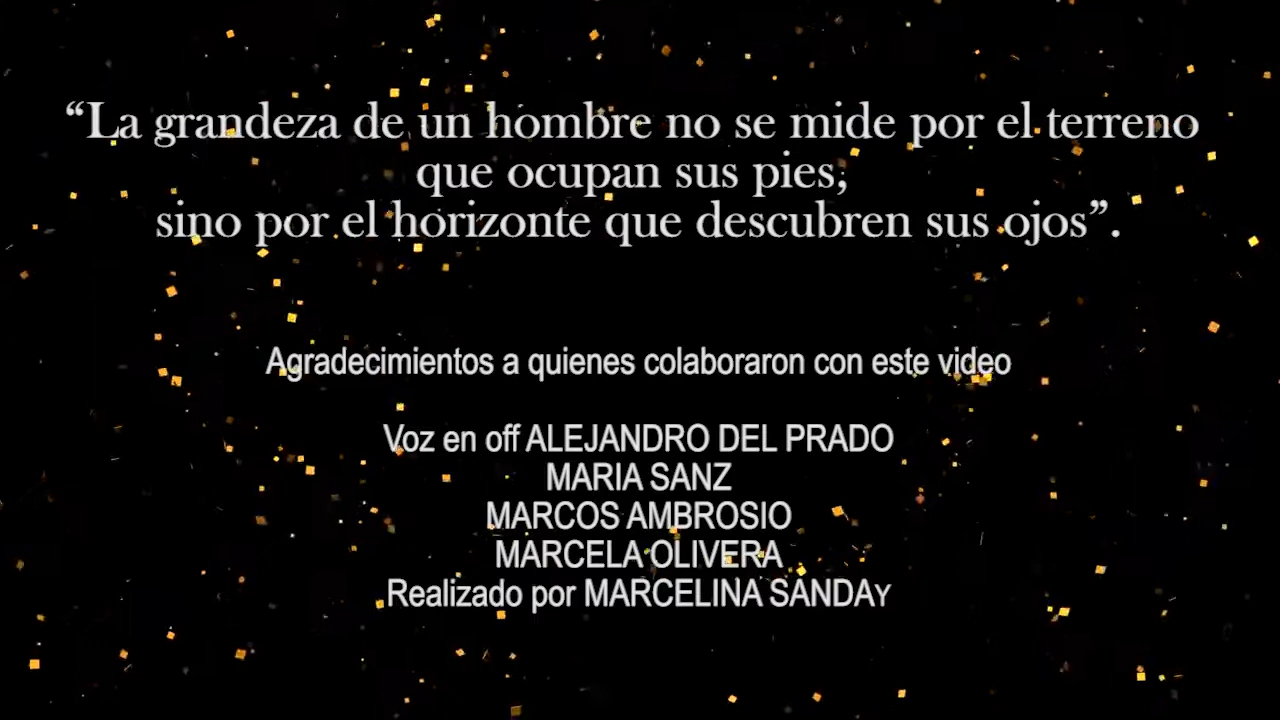 “La grandeza de un hombre no se mide por el terreno
que ocupan sus pies,
sino por el horizonte que descubren sus ojos”.
Agradecimientos a quienes colaboraron con este video
Voz en off ALEJANDRO DEL PRADO
MARIA SANZ
MARCOS AMBROSIO
MARCELA OLIVERA
Realizado por MARCELINA SANDAY